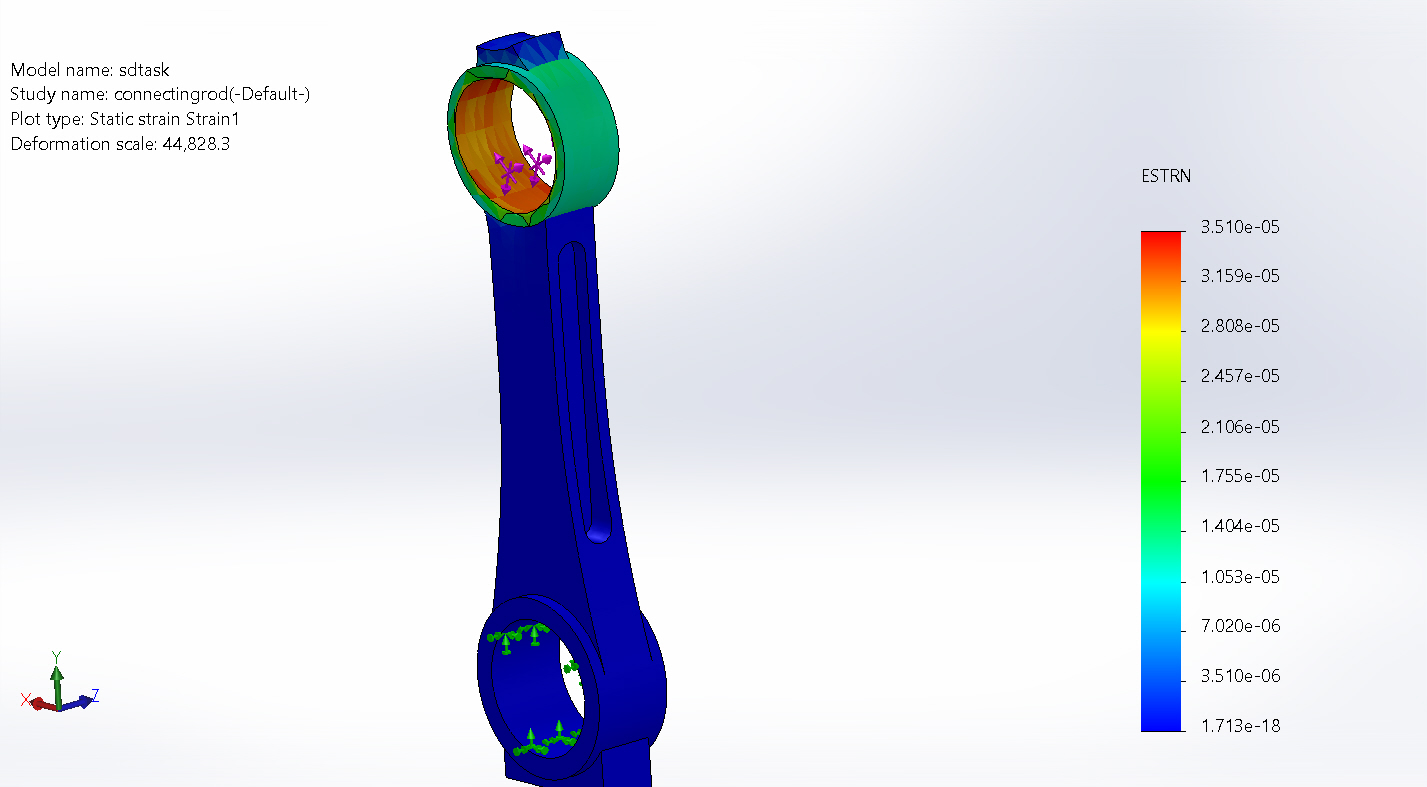 Model name: sdtask
Study name: connectingrod(-Default-)
Plot type: Static strain Strain1
Deformation scale: 44,828.3
ESTRN
3.510e-05
3.159e-05
2.808e-05
2.457e-05
2.106e-05
1.755e-05
1.404e-05
1.053e-05
7.020e-06
3.510e-06
1.713e-18
Y
X
Z